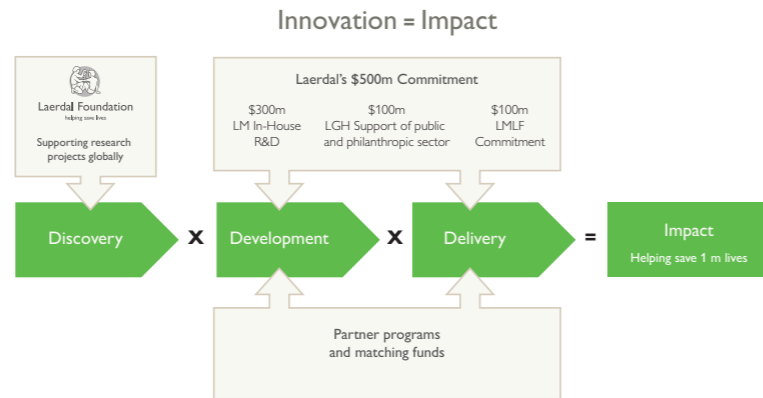 Innovation = Impact
Laerdal Foundation
helping save lives
Supporting research
projects globally
Laerdal's $500m Commitment
$300m
LM In-House
R&D
$100m
LGH Support of public
and philanthropic sector
$100m
LMLF
Commitment
Discovery
X
Development
X
Delivery
=
Impact
Helping save 1 m lives
Partner programs
and matching funds